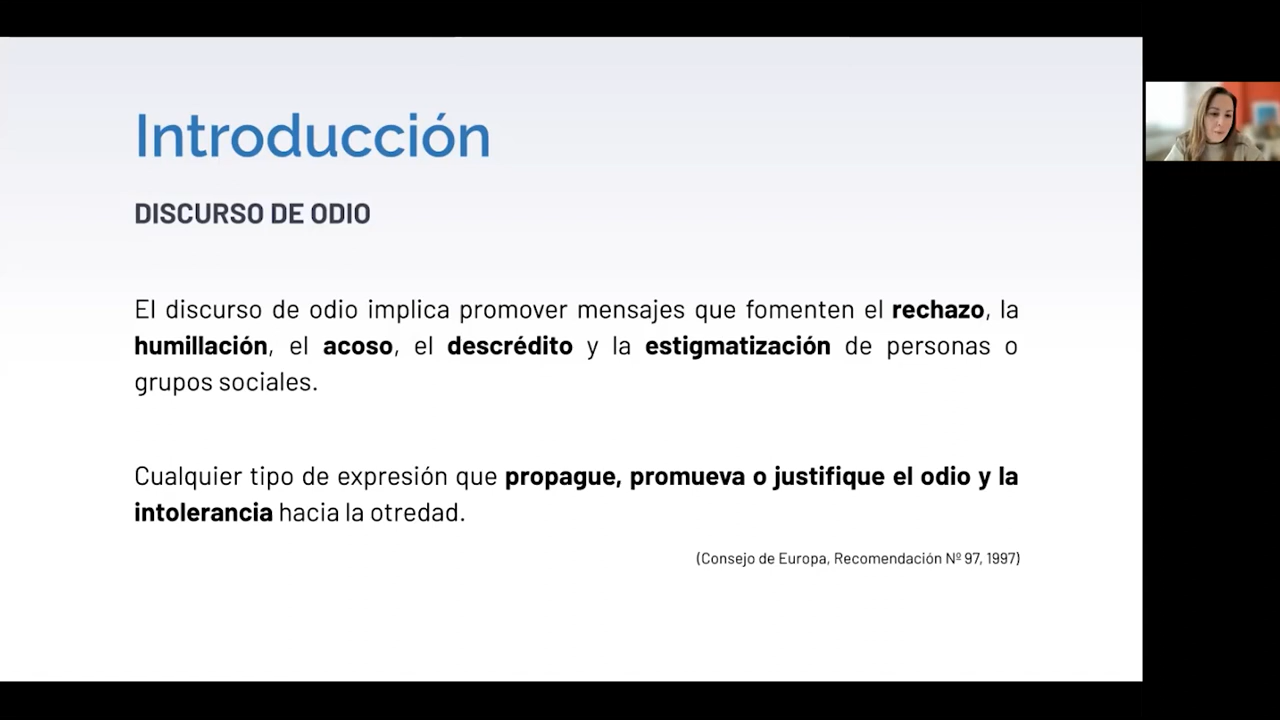 Introducción
DISCURSO DE ODIO
El discurso de odio implica promover mensajes que fomenten el rechazo, la
humillación, el acoso, el descrédito y la estigmatización de personas o
grupos sociales.
Cualquier tipo de expresión que propague, promueva o justifique el odio y la
intolerancia hacia la otredad.
(Consejo de Europa, Recomendación Nº 97, 1997)